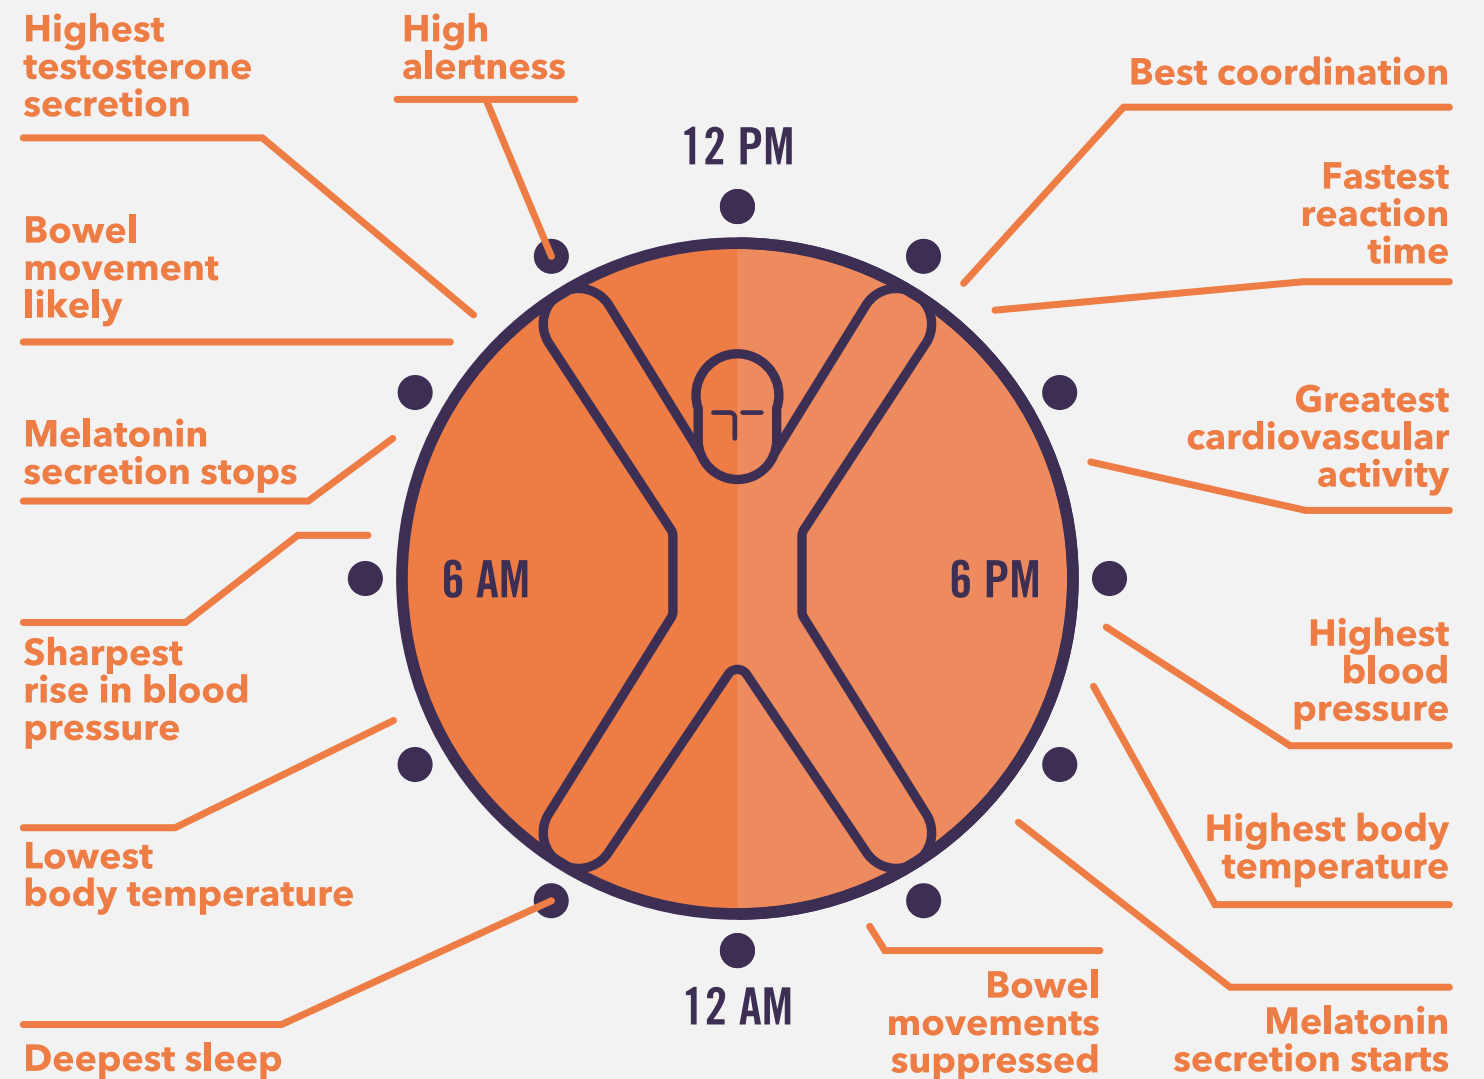 Highest
testosterone
secretion
High
alertness
Best coordination
12 PM
Fastest
reaction
time
Bowel
movement
likely
Greatest
cardiovascular
activity
Melatonin
secretion stops
6 AM
6 PM
Sharpest
rise in blood
pressure
Highest
blood
pressure
Highest body
temperature
Lowest
body temperature
12 AM
Bowel
movements
suppressed
Melatonin
secretion starts
Deepest sleep